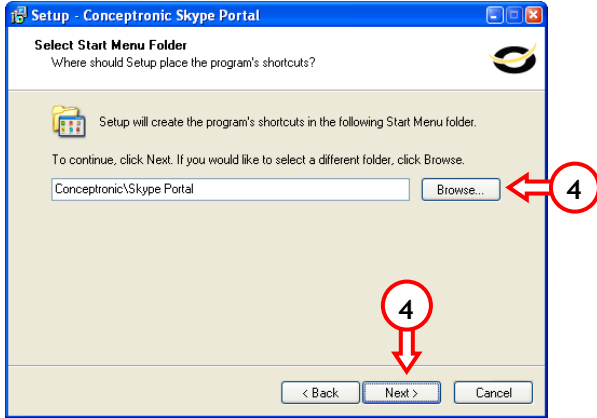 Setup - Conceptronic Skype Portal
Select Start Menu Folder
Where should Setup place the program's shortcuts?
Setup will create the program's shortcuts in the following Start Menu folder.
To continue, click Next. If you would like to select a different folder, click Browse.
Conceptronic\Skype Portal
Browse...
4
4
< Back
Next >
Cancel